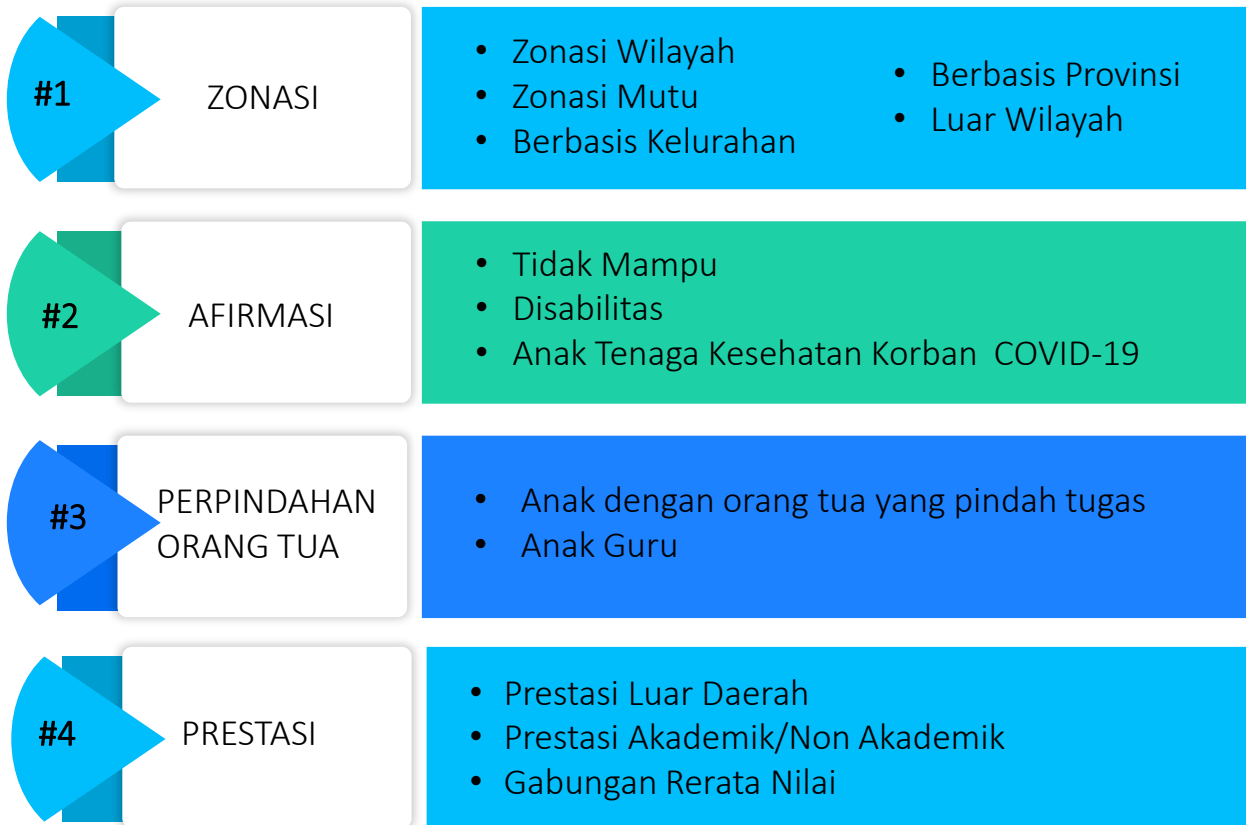 #1
ZONASI
• Zonasi Wilayah
• Zonasi Mutu
• Berbasis Kelurahan
• Berbasis Provinsi
• Luar Wilayah
#2
AFIRMASI
• Tidak Mampu
• Disabilitas
• Anak Tenaga Kesehatan Korban COVID-19
#3
PERPINDAHAN
ORANG TUA
• Anak dengan orang tua yang pindah tugas
• Anak Guru
#4
PRESTASI
• Prestasi Luar Daerah
• Prestasi Akademik/Non Akademik
• Gabungan Rerata Nilai